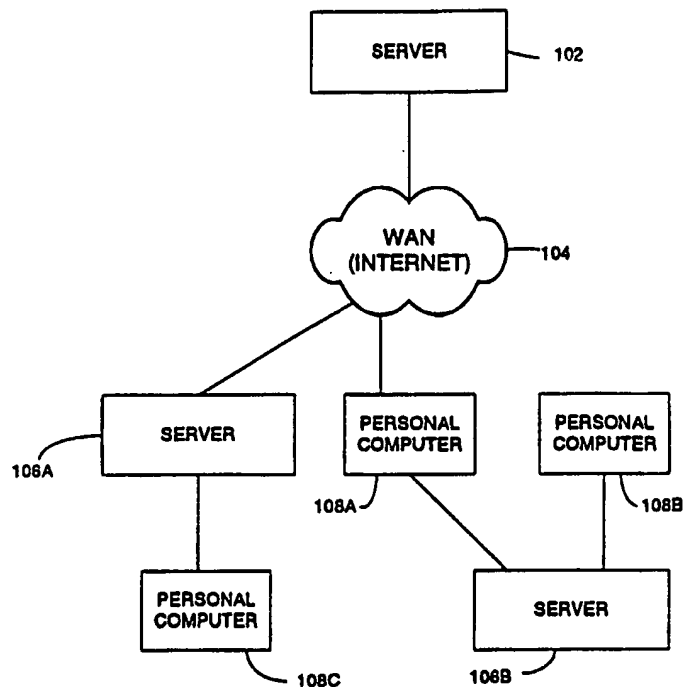 SERVER
102
WAN
(INTERNET)
104
SERVER
106A
PERSONAL
COMPUTER
108A
PERSONAL
COMPUTER
108B
PERSONAL
COMPUTER
108C
SERVER
106B